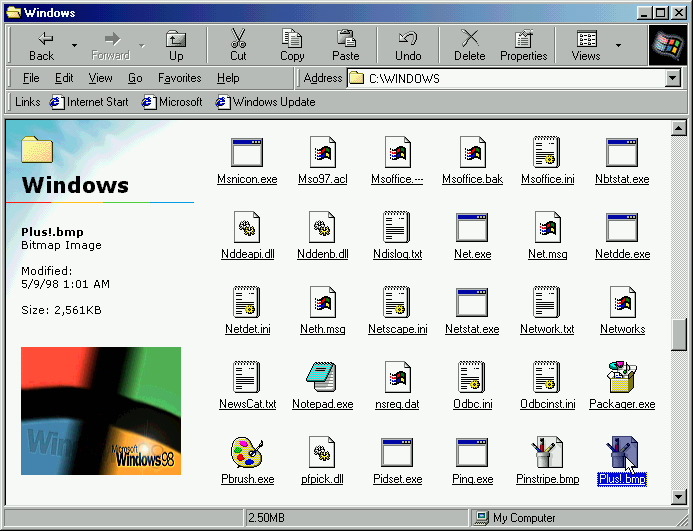 Windows
Back Forward Up Cut Copy Paste Undo Delete Properties Views
File Edit View Go Favorites Help Address C:\WINDOWS
Links Internet Start Microsoft Windows Update
Windows
Plus!.bmp
Bitmap Image
Modified:
5/9/98 1:01 AM
Size: 2,561KB
Windows
Microsoft
Windows98
Msnicon.exe Mso97.acl Msoffice.--- Msoffice.bak Msoffice.ini Nbtstat.exe
Nddeapi.dll Nddenb.dll Ndislog.txt Net.exe Net.msg Netdde.exe
Netdet.ini Neth.msg Netscape.ini Netstat.exe Network.txt Networks
NewsCat.txt Notepad.exe nsreg.dat Odbc.ini Odbcinst.ini Packager.exe
Pbrush.exe pfpick.dll Pidset.exe Ping.exe Pinstripe.bmp Plus!.bmp
2.50MB My Computer